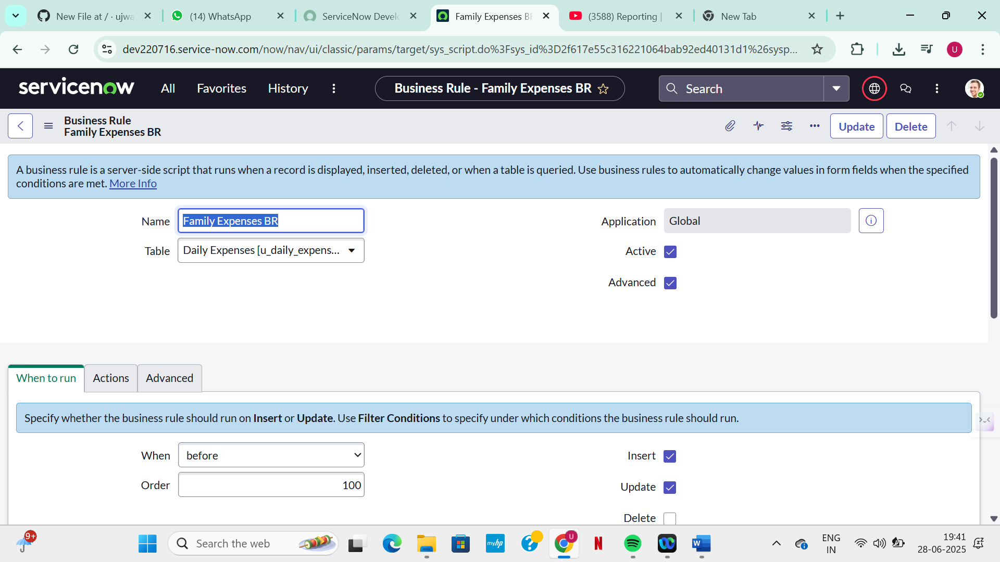 New File at / · ujwa
(14) WhatsApp
ServiceNow Devel
Family Expenses B
(3588) Reporting |
New Tab
dev220716.service-now.com/now/nav/ui/classic/params/target/sys_script.do%3Fsys_id%3D2f617e55c316221064bab92ed40131d1%26sysp...
U
servicenow
All
Favorites
History
Business Rule - Family Expenses BR
Search
Business Rule
Family Expenses BR
Update
Delete
A business rule is a server-side script that runs when a record is displayed, inserted, deleted, or when a table is queried. Use business rules to automatically change values in form fields when the specified
conditions are met. More Info
Name
Family Expenses BR
Application
Global
Table
Daily Expenses [u_daily_expens...
Active
Advanced
When to run
Actions
Advanced
Specify whether the business rule should run on Insert or Update. Use Filter Conditions to specify under which conditions the business rule should run.
When
before
Insert
Order
100
Update
Delete
9+
Search the web
myhp
U
N
W
ENG
IN
19:41
28-06-2025